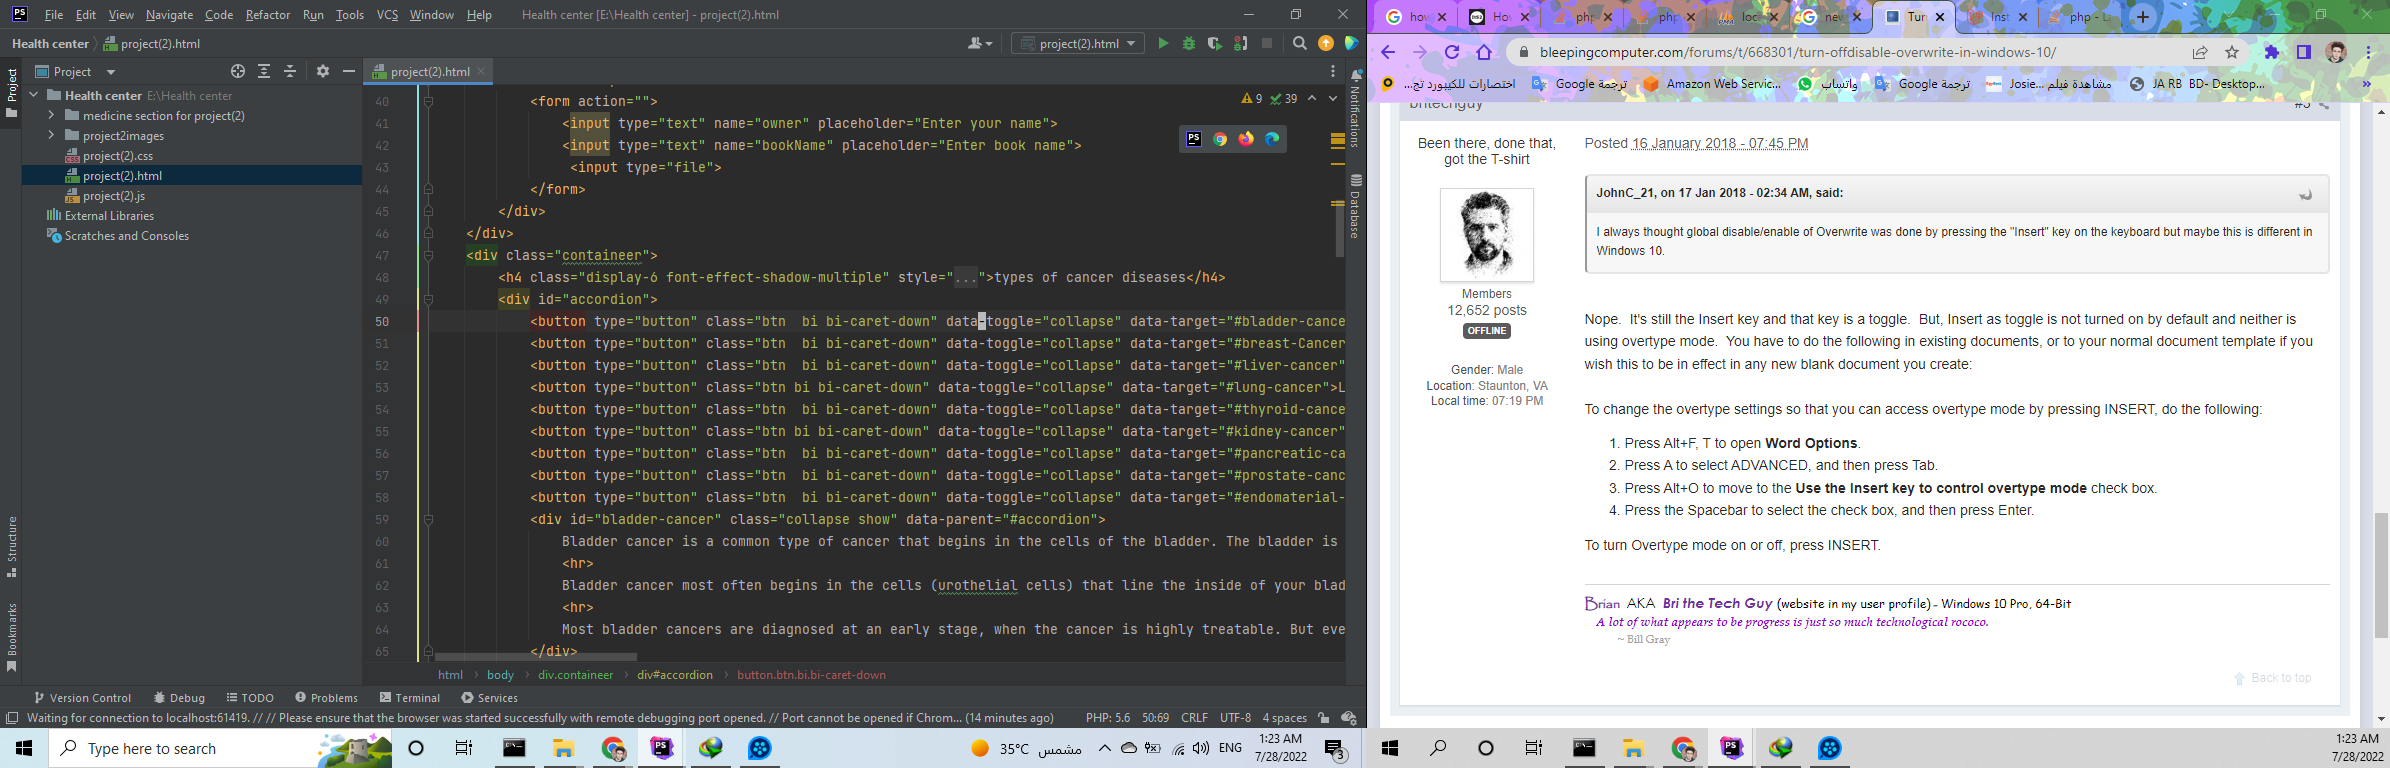 File Edit View Navigate Code Refactor Run Tools VCS Window Help Health center [E:\Health center] - project(2).html
Health center project(2).html
project(2).html
Project
project(2).html
Health center E:\Health center
medicine section for project(2)
project2images
project(2).css
project(2).html
project(2).js
External Libraries
Scratches and Consoles
Project
Structure
Bookmarks
9 39
40 <form action="">
41 <input type="text" name="owner" placeholder="Enter your name">
42 <input type="text" name="bookName" placeholder="Enter book name">
43 <input type="file">
44 </form>
45 </div>
46 </div>
47 <div class="containeer">
48 <h4 class="display-6 font-effect-shadow-multiple" style="...">types of cancer diseases</h4>
49 <div id="accordion">
50 <button type="button" class="btn  bi bi-caret-down" data-toggle="collapse" data-target="#bladder-cance
51 <button type="button" class="btn  bi bi-caret-down" data-toggle="collapse" data-target="#breast-Cancer
52 <button type="button" class="btn  bi bi-caret-down" data-toggle="collapse" data-target="#liver-cancer"
53 <button type="button" class="btn bi bi-caret-down" data-toggle="collapse" data-target="#lung-cancer">L
54 <button type="button" class="btn  bi bi-caret-down" data-toggle="collapse" data-target="#thyroid-cance
55 <button type="button" class="btn bi bi-caret-down" data-toggle="collapse" data-target="#kidney-cancer"
56 <button type="button" class="btn  bi bi-caret-down" data-toggle="collapse" data-target="#pancreatic-ca
57 <button type="button" class="btn  bi bi-caret-down" data-toggle="collapse" data-target="#prostate-canc
58 <button type="button" class="btn  bi bi-caret-down" data-toggle="collapse" data-target="#endomaterial-
59 <div id="bladder-cancer" class="collapse show" data-parent="#accordion">
60 Bladder cancer is a common type of cancer that begins in the cells of the bladder. The bladder is
61 <hr>
62 Bladder cancer most often begins in the cells (urothelial cells) that line the inside of your blad
63 <hr>
64 Most bladder cancers are diagnosed at an early stage, when the cancer is highly treatable. But eve
65 </div>
Notifications
Database
html body div.containeer div#accordion button.btn.bi.bi-caret-down
Version Control Debug TODO Problems Terminal Services
Waiting for connection to localhost:61419. // // Please ensure that the browser was started successfully with remote debugging port opened. // Port cannot be opened if Chrom... (14 minutes ago) PHP: 5.6 50:69 CRLF UTF-8 4 spaces
Type here to search
35°C مشمس
ENG
1:23 AM
7/28/2022
3
how Ho php php loc nev Turn Inst php - L
bleepingcomputer.com/forums/t/668301/turn-offdisable-overwrite-in-windows-10/
اختصارات للكيبورد تج... ترجمة Google Amazon Web Servic... واتساب ترجمة Google Josie... مشاهدة فيلم JA RB BD- Desktop... »
britechguy
#5
Been there, done that, got the T-shirt
Members
12,652 posts
OFFLINE
Gender: Male
Location: Staunton, VA
Local time: 07:19 PM
Posted 16 January 2018 - 07:45 PM
JohnC_21, on 17 Jan 2018 - 02:34 AM, said:
I always thought global disable/enable of Overwrite was done by pressing the "Insert" key on the keyboard but maybe this is different in
Windows 10.
Nope.  It's still the Insert key and that key is a toggle.  But, Insert as toggle is not turned on by default and neither is
using overtype mode.  You have to do the following in existing documents, or to your normal document template if you
wish this to be in effect in any new blank document you create:
To change the overtype settings so that you can access overtype mode by pressing INSERT, do the following:
1. Press Alt+F, T to open Word Options.
2. Press A to select ADVANCED, and then press Tab.
3. Press Alt+O to move to the Use the Insert key to control overtype mode check box.
4. Press the Spacebar to select the check box, and then press Enter.
To turn Overtype mode on or off, press INSERT.
Brian AKA Bri the Tech Guy (website in my user profile) - Windows 10 Pro, 64-Bit
A lot of what appears to be progress is just so much technological rococo.
~ Bill Gray
Back to top
1:23 AM
7/28/2022